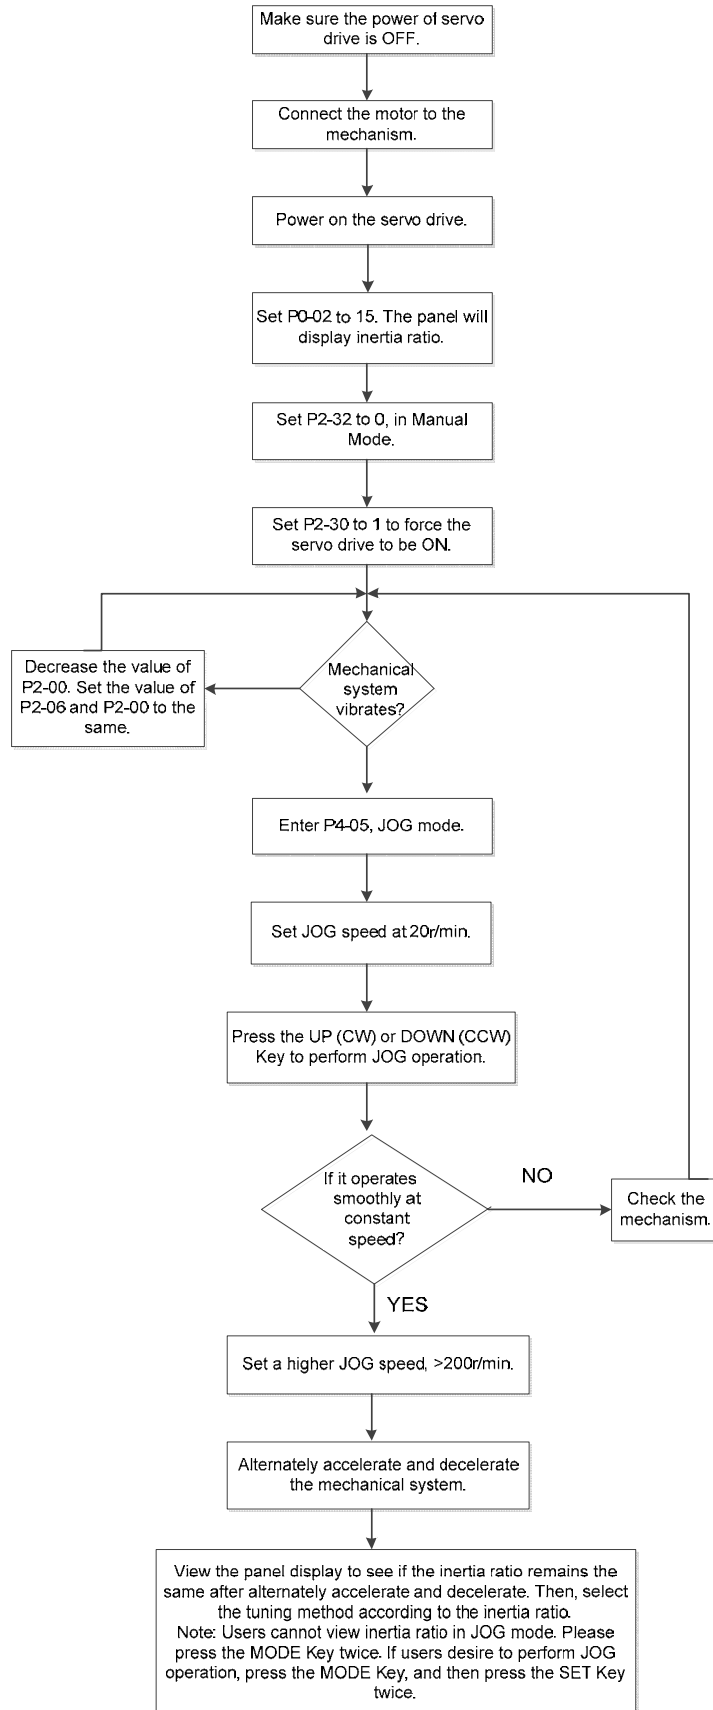 Make sure the power of servo
drive is OFF.
Connect the motor to the
mechanism.
Power on the servo drive.
Set P0-02 to 15. The panel will
display inertia ratio.
Set P2-32 to 0, in Manual
Mode.
Set P2-30 to 1 to force the
servo drive to be ON.
Decrease the value of
P2-00. Set the value of
P2-06 and P2-00 to the
same.
Mechanical
system
vibrates?
Enter P4-05, JOG mode.
Set JOG speed at 20r/min.
Press the UP (CW) or DOWN (CCW)
Key to perform JOG operation.
If it operates
smoothly at
constant
speed?
NO
Check the
mechanism.
YES
Set a higher JOG speed, >200r/min.
Alternately accelerate and decelerate
the mechanical system.
View the panel display to see if the inertia ratio remains the
same after alternately accelerate and decelerate. Then, select
the tuning method according to the inertia ratio.
Note: Users cannot view inertia ratio in JOG mode. Please
press the MODE Key twice. If users desire to perform JOG
operation, press the MODE Key, and then press the SET Key
twice.